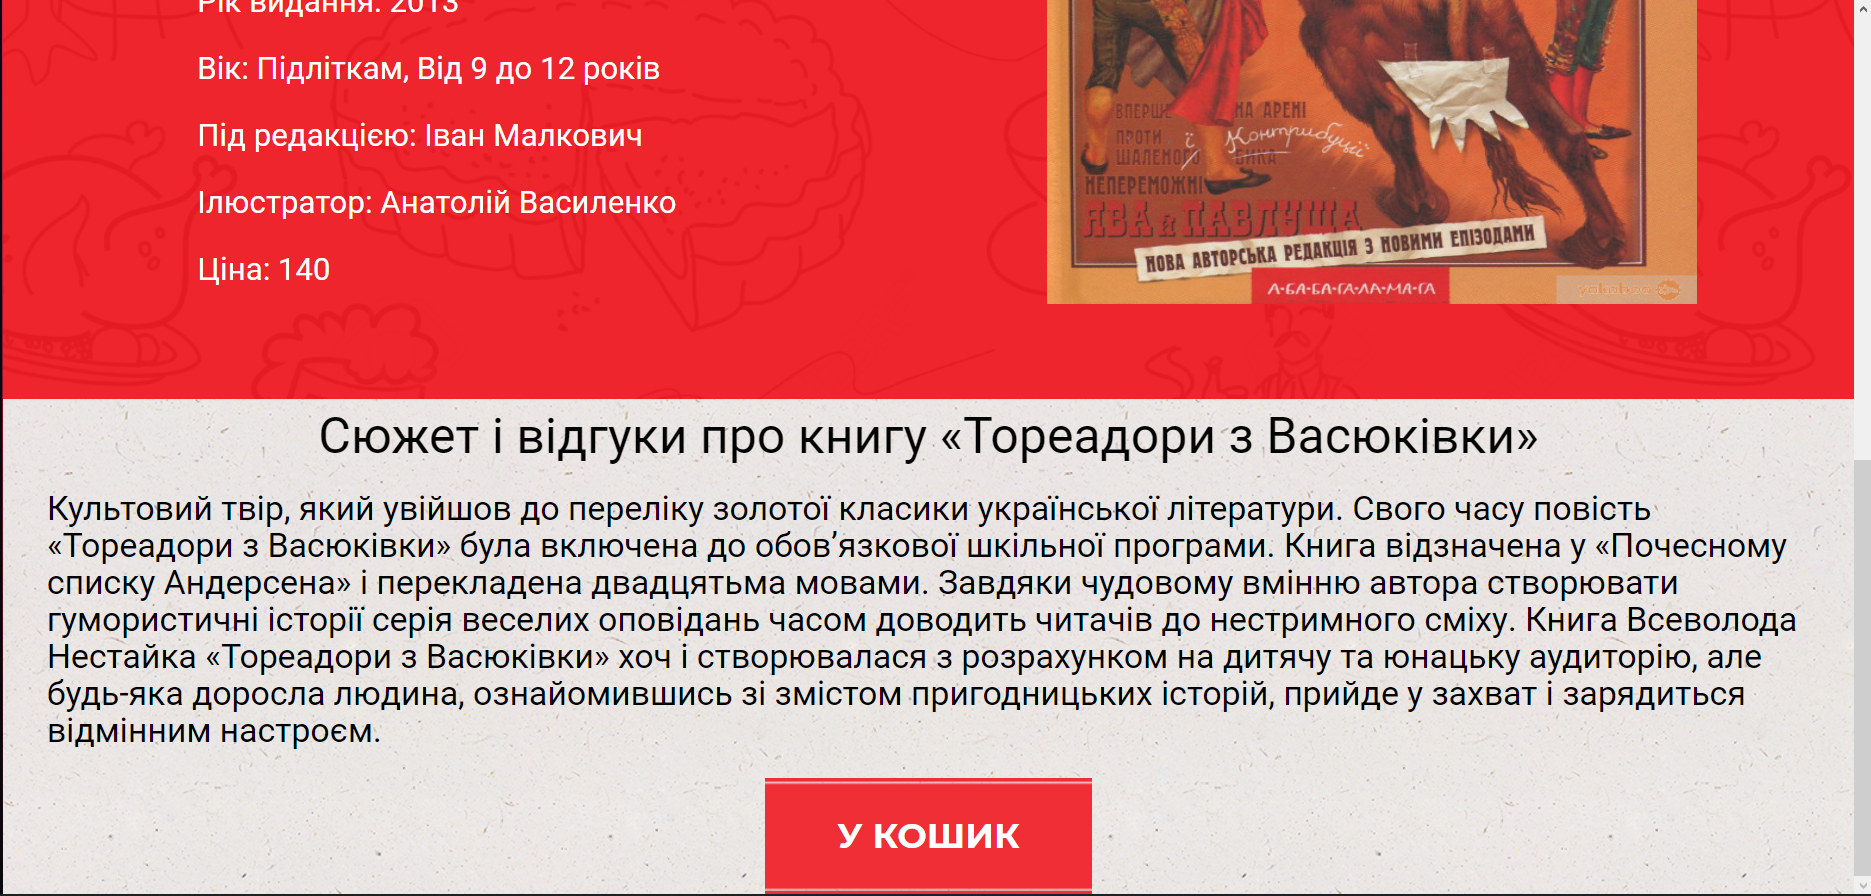 Рік видання: 2013
Вік: Підліткам, Від 9 до 12 років
Під редакцією: Іван Малкович
Ілюстратор: Анатолій Василенко
Ціна: 140
ВПЕРШЕ НА АРЕНІ
ПРОТИ ї Контрибуції
ШАЛЕНОГО БИКА
НЕПЕРЕМОЖНІ
ЯВА й ПАВЛУША
НОВА АВТОРСЬКА РЕДАКЦІЯ З НОВИМИ ЕПІЗОДАМИ
А-БА-БА-ГА-ЛА-МА-ГА
Сюжет і відгуки про книгу «Тореадори з Васюківки»
Культовий твір, який увійшов до переліку золотої класики української літератури. Свого часу повість
«Тореадори з Васюківки» була включена до обов’язкової шкільної програми. Книга відзначена у «Почесному
списку Андерсена» і перекладена двадцятьма мовами. Завдяки чудовому вмінню автора створювати
гумористичні історії серія веселих оповідань часом доводить читачів до нестримного сміху. Книга Всеволода
Нестайка «Тореадори з Васюківки» хоч і створювалася з розрахунком на дитячу та юнацьку аудиторію, але
будь-яка доросла людина, ознайомившись зі змістом пригодницьких історій, прийде у захват і зарядиться
відмінним настроєм.
У КОШИК